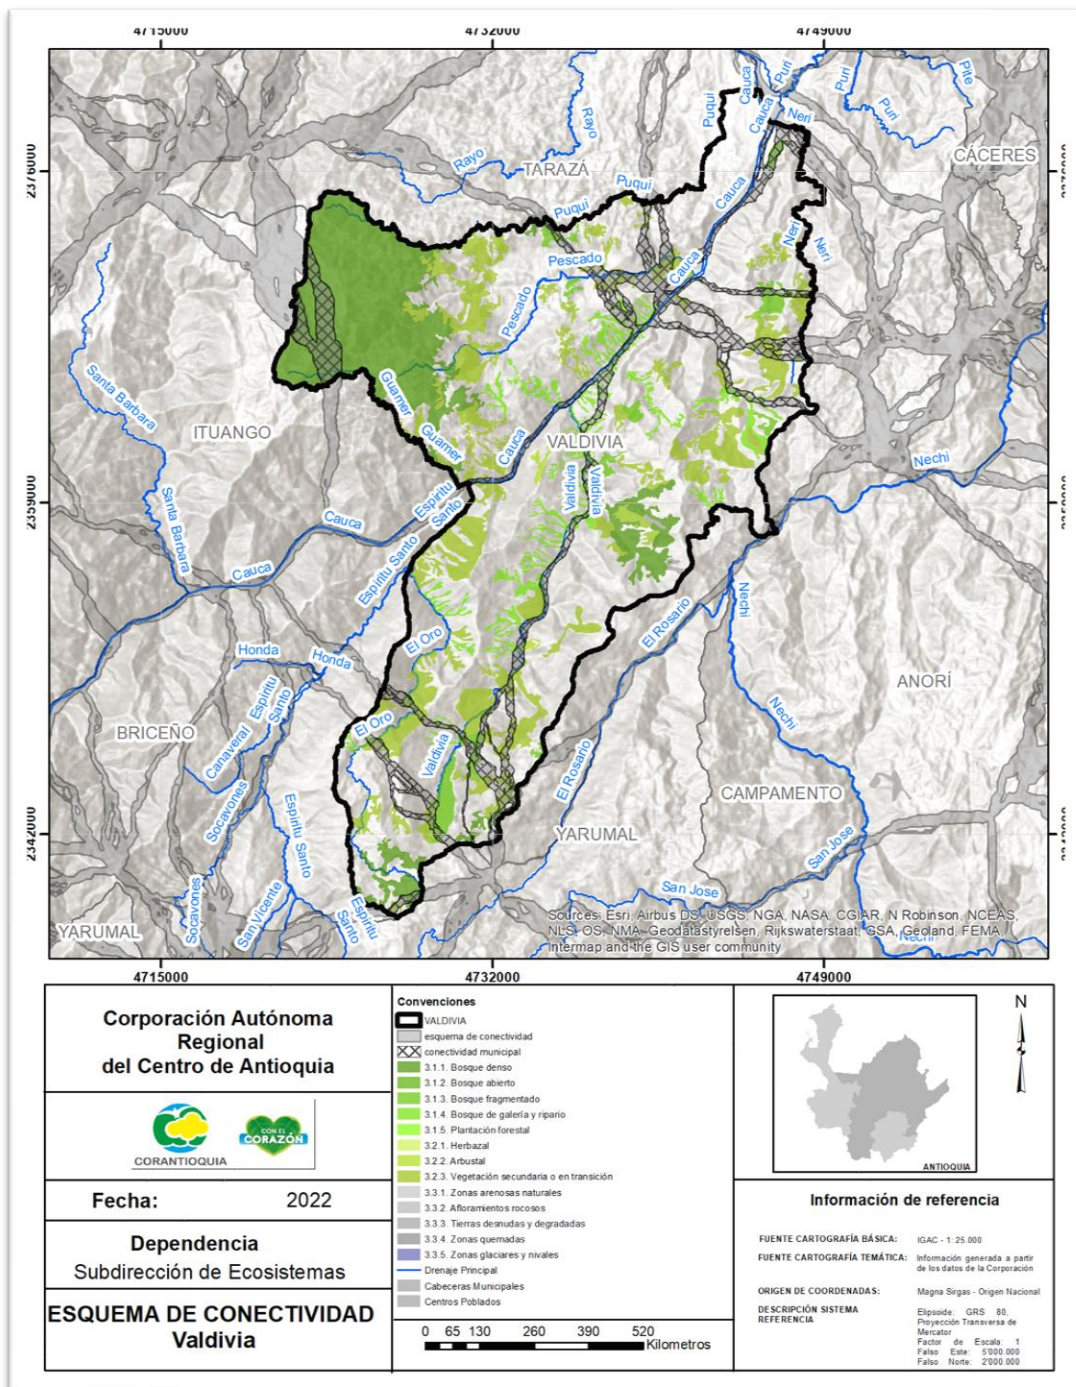 4715000
4732000
4749000
2376000
2359000
2342000
Cauca
Puri
Puri
Pite
Puri
Cauca
Puqui
Cauca
Neri
Rayo
Rayo
TARAZÁ
CÁCERES
Puqui
Puqui
Cauca
Neri
Neri
Pescado
Cauca
Pescado
Santa Barbara
Guamer
Guamer
ITUANGO
Cauca
VALDIVIA
Valdivia
Valdivia
Nechi
Espiritu
Santo
Santa Barbara
Cauca
Cauca
Espiritu Santo
Nechi
El Oro
El Rosario
Honda
Honda
Espiritu
Santo
Canaveral
ANORÍ
BRICEÑO
El Oro
Valdivia
Nechi
El Rosario
Socavones
CAMPAMENTO
Espiritu Santo
YARUMAL
San Jose
San Jose
Socavones
San Vicente
Espiritu
Santo
YARUMAL
Nechi
Sources: Esri, Airbus DS, USGS, NGA, NASA, CGIAR, N Robinson, NCEAS,
NLS, OS, NMA, Geodatastyrelsen, Rijkswaterstaat, GSA, Geoland, FEMA,
Intermap and the GIS user community
4715000
4732000
4749000
Corporación Autónoma
Regional
del Centro de Antioquia
CORANTIOQUIA
CON EL
CORAZÓN
Fecha: 2022
Dependencia
Subdirección de Ecosistemas
ESQUEMA DE CONECTIVIDAD
Valdivia
Convenciones
VALDIVIA
esquema de conectividad
conectividad municipal
3.1.1. Bosque denso
3.1.2. Bosque abierto
3.1.3. Bosque fragmentado
3.1.4. Bosque de galería y ripario
3.1.5. Plantación forestal
3.2.1. Herbazal
3.2.2. Arbustal
3.2.3. Vegetación secundaria o en transición
3.3.1. Zonas arenosas naturales
3.3.2. Afloramientos rocosos
3.3.3. Tierras desnudas y degradadas
3.3.4. Zonas quemadas
3.3.5. Zonas glaciares y nivales
Drenaje Principal
Cabeceras Municipales
Centros Poblados
0 65 130 260 390 520
Kilometros
N
ANTIOQUIA
Información de referencia
FUENTE CARTOGRAFÍA BÁSICA: IGAC - 1:25.000
FUENTE CARTOGRAFÍA TEMÁTICA: Información generada a partir
de los datos de la Corporación
ORIGEN DE COORDENADAS: Magna Sirgas - Origen Nacional
DESCRIPCIÓN SISTEMA
REFERENCIA
Elipsoide: GRS 80,
Proyección Transversa de
Mercator
Factor de Escala: 1
Falso Este: 5'000.000
Falso Norte: 2'000.000